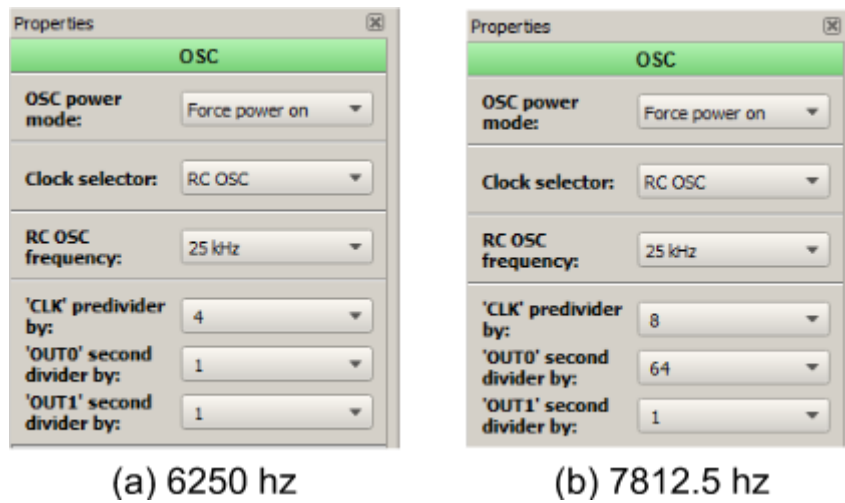 Properties
OSC
OSC power
mode:
Force power on
Clock selector:
RC OSC
RC OSC
frequency:
25 kHz
'CLK' predivider
by:
4
'OUT0' second
divider by:
1
'OUT1' second
divider by:
1
(a) 6250 hz
Properties
OSC
OSC power
mode:
Force power on
Clock selector:
RC OSC
RC OSC
frequency:
25 kHz
'CLK' predivider
by:
8
'OUT0' second
divider by:
64
'OUT1' second
divider by:
1
(b) 7812.5 hz